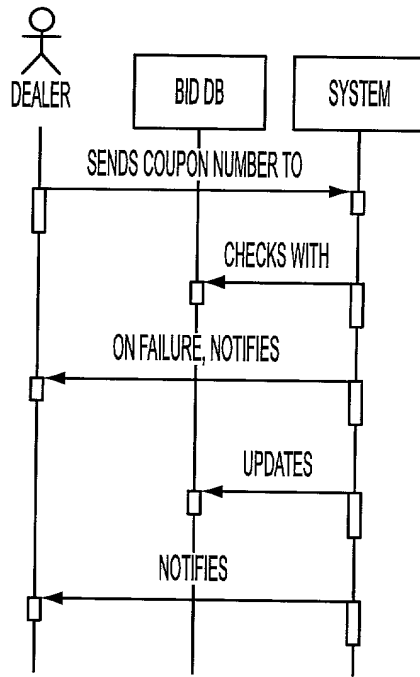 DEALER
BID DB
SYSTEM
SENDS COUPON NUMBER TO
CHECKS WITH
ON FAILURE, NOTIFIES
UPDATES
NOTIFIES